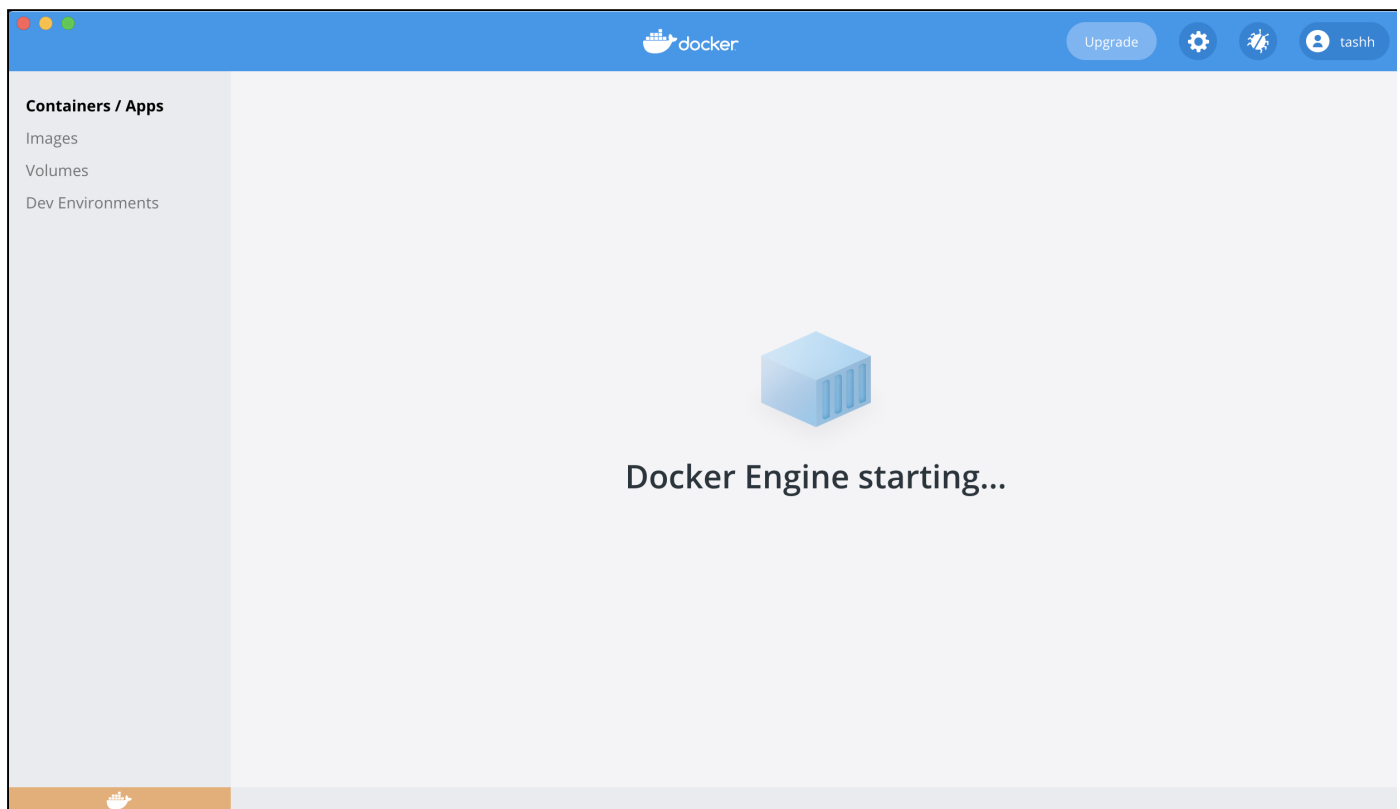 docker
Upgrade
tashh
Containers / Apps
Images
Volumes
Dev Environments
Docker Engine starting...